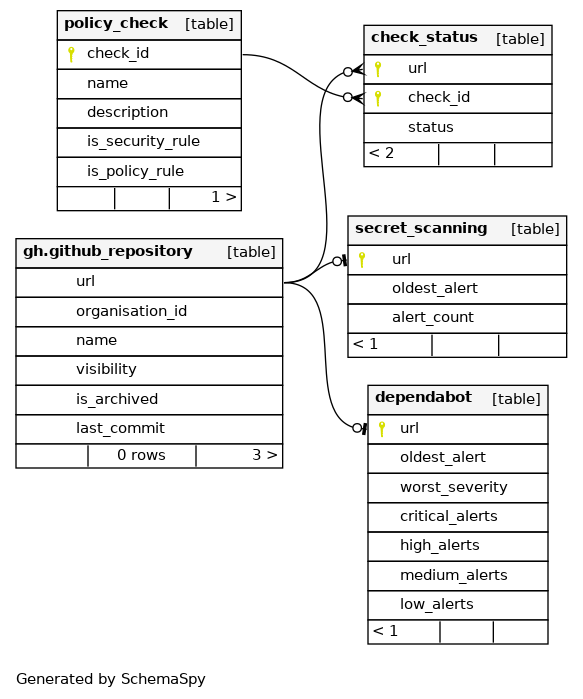 policy_check [table]
check_id
name
description
is_security_rule
is_policy_rule
1 >
check_status [table]
url
check_id
status
< 2
gh.github_repository [table]
url
organisation_id
name
visibility
is_archived
last_commit
0 rows 3 >
secret_scanning [table]
url
oldest_alert
alert_count
< 1
dependabot [table]
url
oldest_alert
worst_severity
critical_alerts
high_alerts
medium_alerts
low_alerts
< 1
Generated by SchemaSpy